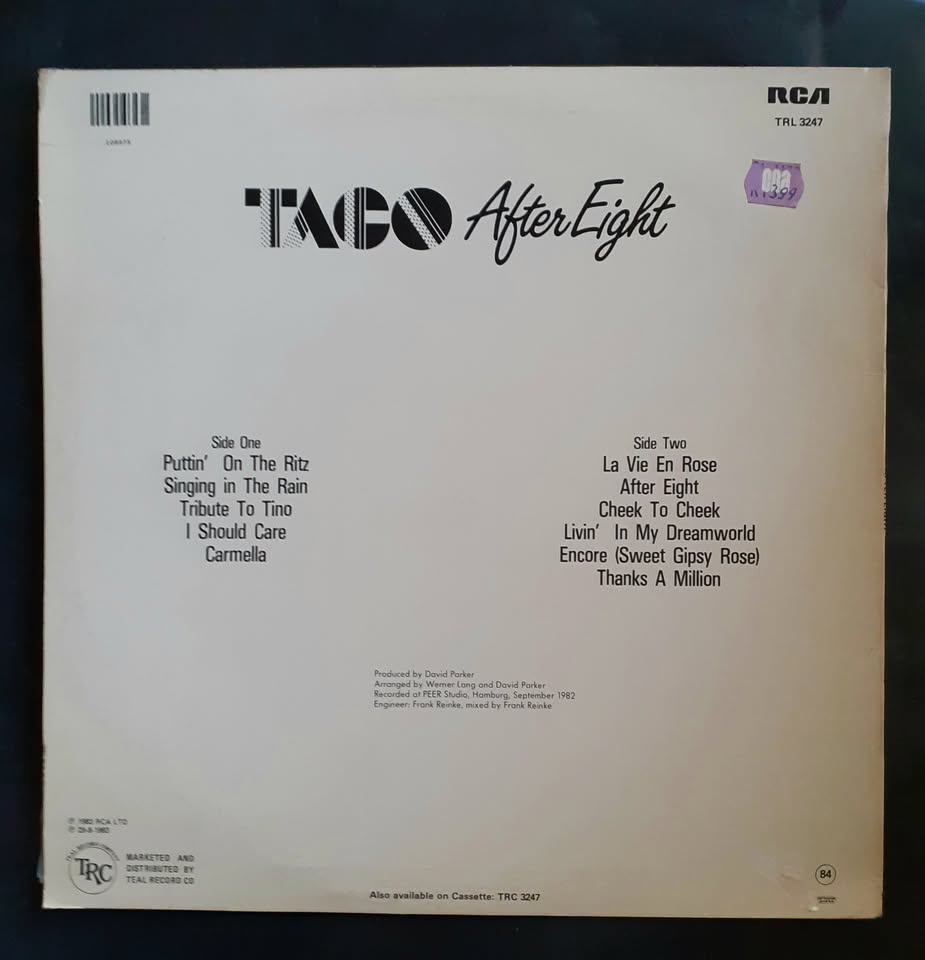 RCA
TRL 3247
1399
TACO After Eight
Side One
Puttin' On The Ritz
Singing in The Rain
Tribute To Tino
I Should Care
Carmella
Side Two
La Vie En Rose
After Eight
Cheek To Cheek
Livin' In My Dreamworld
Encore (Sweet Gipsy Rose)
Thanks A Million
Produced by David Parker
Arranged by Werner Lang and David Parker
Recorded at PEER Studio, Hamburg, September 1982
Engineer: Frank Reinke, mixed by Frank Reinke
RCA LTD
TRC
MARKETED AND
DISTRIBUTED BY
TEAL RECORD CO
Also available on Cassette: TRC 3247
84